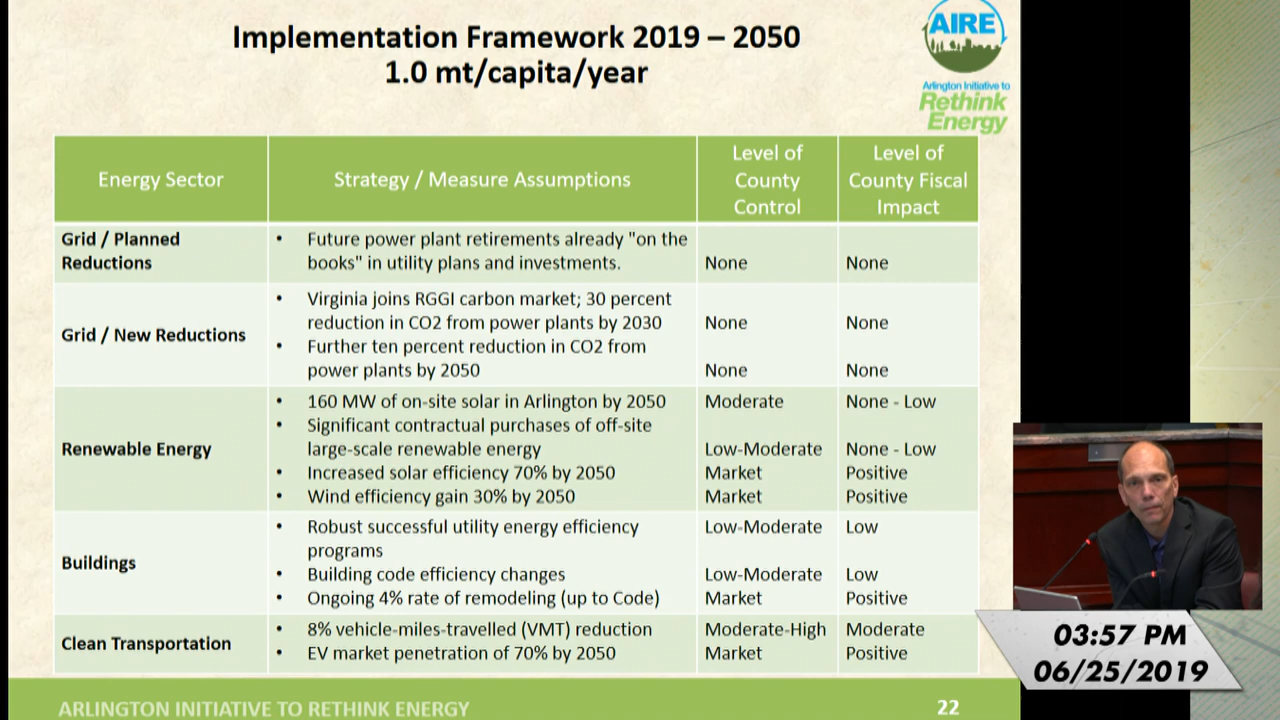 Implementation Framework 2019 – 2050
1.0 mt/capita/year
AIRE
Arlington Initiative to
Rethink
Energy
Energy Sector
Strategy / Measure Assumptions
Level of
County
Control
Level of
County Fiscal
Impact
Grid / Planned
Reductions
• Future power plant retirements already "on the
books" in utility plans and investments.
None
None
Grid / New Reductions
• Virginia joins RGGI carbon market; 30 percent
reduction in CO2 from power plants by 2030
None
None
• Further ten percent reduction in CO2 from
power plants by 2050
None
None
Renewable Energy
• 160 MW of on-site solar in Arlington by 2050
Moderate
None - Low
• Significant contractual purchases of off-site
large-scale renewable energy
Low-Moderate
None - Low
• Increased solar efficiency 70% by 2050
Market
Positive
• Wind efficiency gain 30% by 2050
Market
Positive
Buildings
• Robust successful utility energy efficiency
programs
Low-Moderate
Low
• Building code efficiency changes
Low-Moderate
Low
• Ongoing 4% rate of remodeling (up to Code)
Market
Positive
Clean Transportation
• 8% vehicle-miles-travelled (VMT) reduction
Moderate-High
Moderate
• EV market penetration of 70% by 2050
Market
Positive
03:57 PM
06/25/2019
ARLINGTON INITIATIVE TO RETHINK ENERGY
22